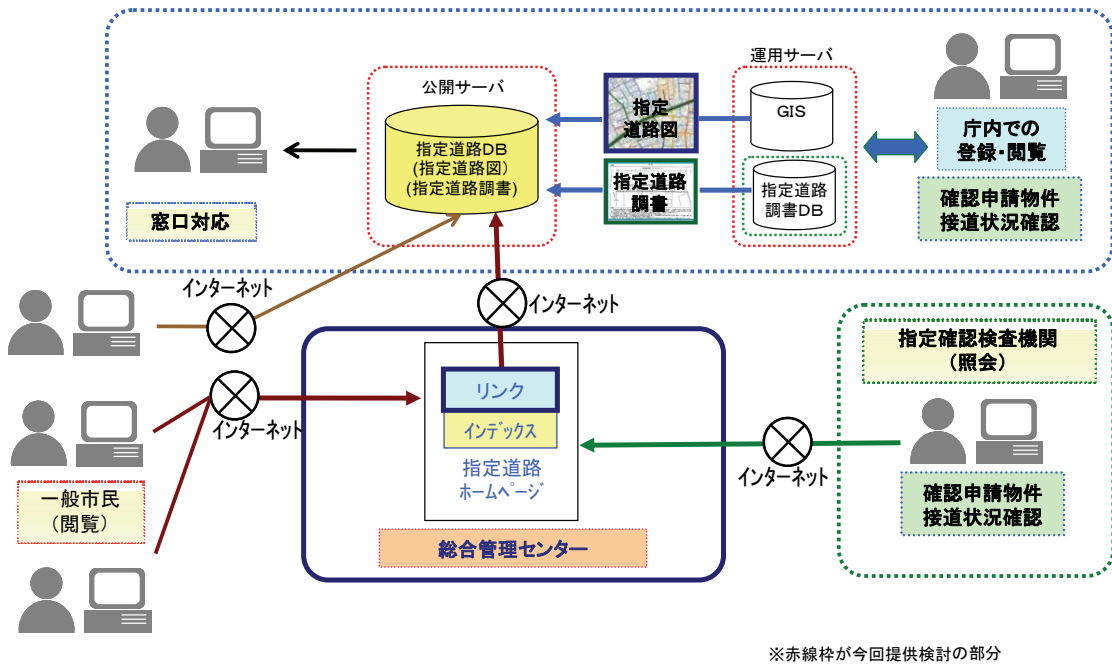 公開サーバ
運用サーバ
指定道路DB
(指定道路図)
(指定道路調書)
指定
道路図
指定道路
調書
GIS
指定道路
調書DB
庁内での
登録・閲覧
確認申請物件
接道状況確認
窓口対応
インターネット
インターネット
インターネット
インターネット
リンク
インデックス
指定道路
ホームページ
総合管理センター
一般市民
(閲覧)
指定確認検査機関
(照会)
確認申請物件
接道状況確認
※赤線枠が今回提供検討の部分